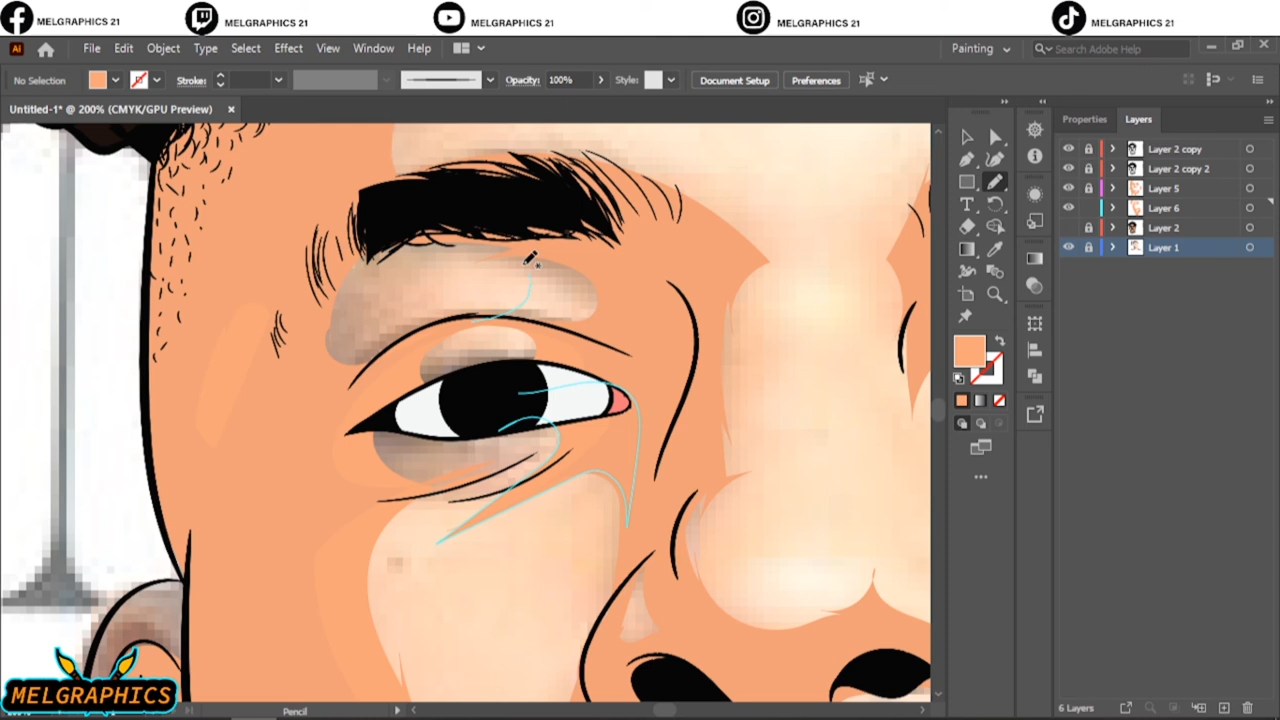 MELGRAPHICS 21
MELGRAPHICS 21
MELGRAPHICS 21
MELGRAPHICS 21
MELGRAPHICS 21
Ai
File Edit Object Type Select Effect View Window Help
Painting
Search Adobe Help
No Selection
Stroke:
Opacity: 100%
Style:
Document Setup
Preferences
Untitled-1* @ 200% (CMYK/GPU Preview)
Properties
Layers
Layer 2 copy
Layer 2 copy 2
Layer 5
Layer 6
Layer 2
Layer 1
MELGRAPHICS
Pencil
6 Layers